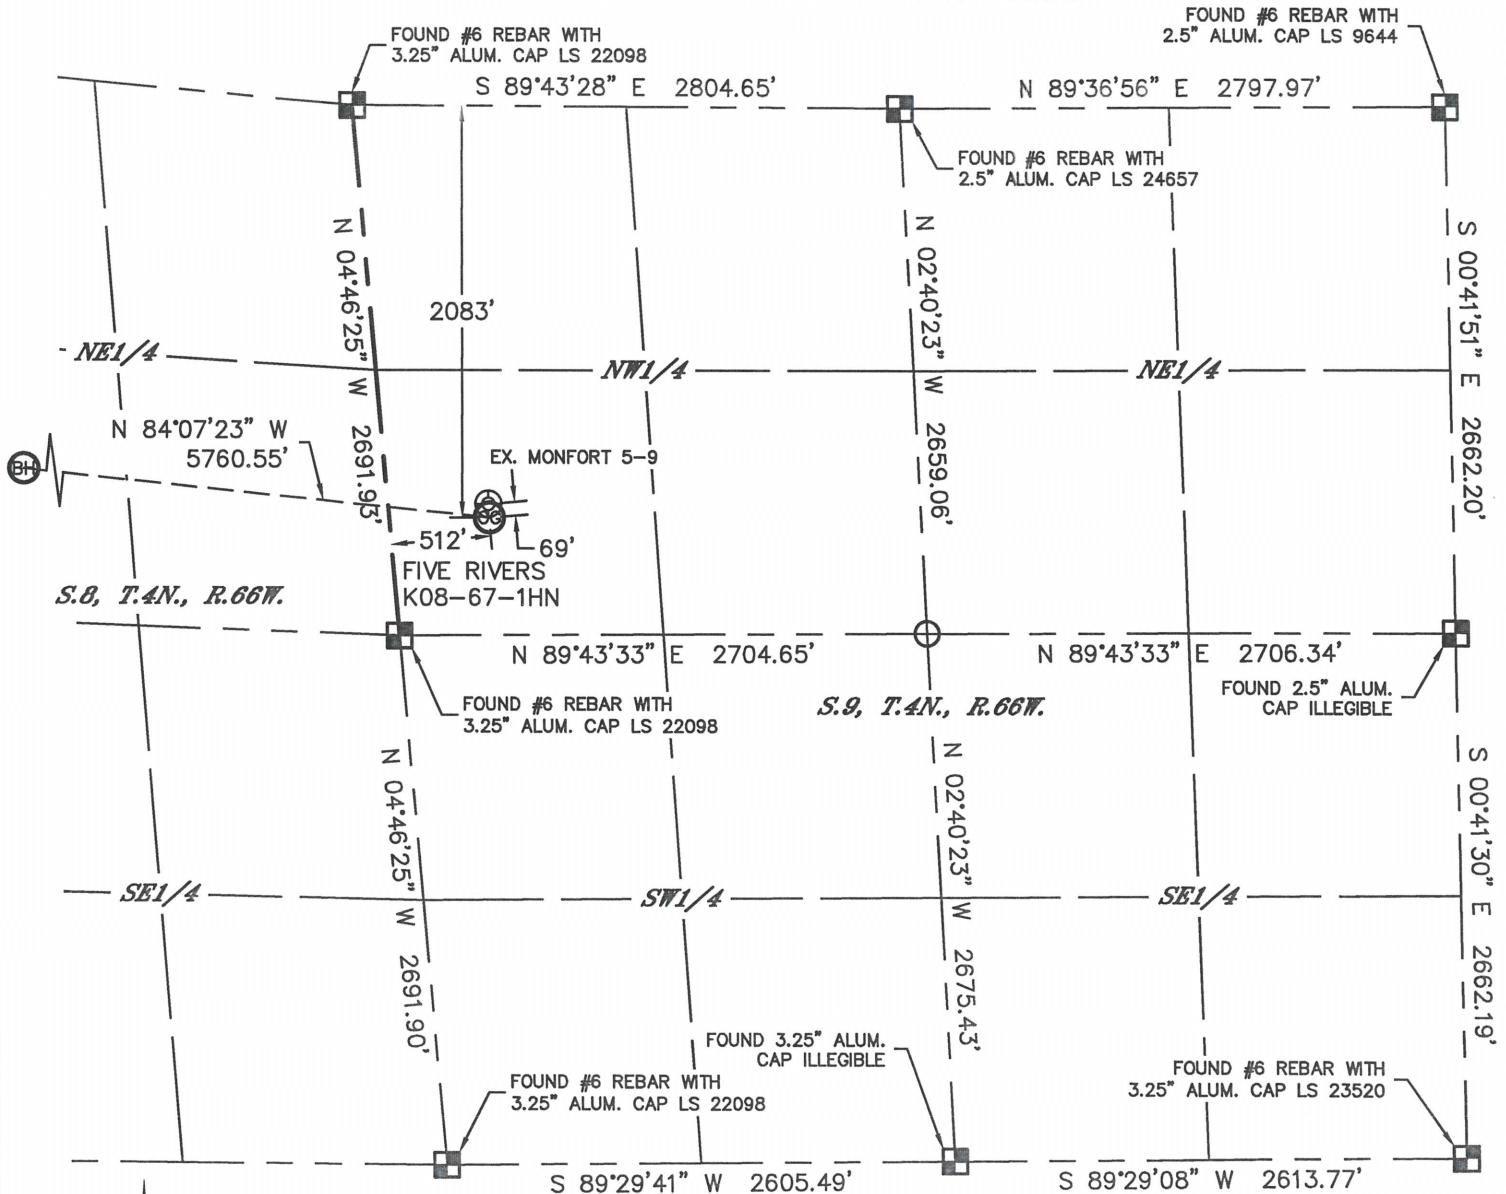 FOUND #6 REBAR WITH
3.25" ALUM. CAP LS 22098
FOUND #6 REBAR WITH
2.5" ALUM. CAP LS 9644
S 89°43'28" E 2804.65'
N 89°36'56" E 2797.97'
FOUND #6 REBAR WITH
2.5" ALUM. CAP LS 24657
N 04°46'25" W 2691.93'
2083'
N 02°40'23" W 2659.06'
S 00°41'51" E 2662.20'
NE1/4
NW1/4
NE1/4
N 84°07'23" W
5760.55'
BH
EX. MONFORT 5-9
512'
69'
FIVE RIVERS
K08-67-1HN
S.8, T.4N., R.66W.
N 89°43'33" E 2704.65'
N 89°43'33" E 2706.34'
FOUND #6 REBAR WITH
3.25" ALUM. CAP LS 22098
S.9, T.4N., R.66W.
FOUND 2.5" ALUM.
CAP ILLEGIBLE
N 04°46'25" W 2691.90'
N 02°40'23" W 2675.43'
S 00°41'30" E 2662.19'
SE1/4
SW1/4
SE1/4
FOUND 3.25" ALUM.
CAP ILLEGIBLE
FOUND #6 REBAR WITH
3.25" ALUM. CAP LS 22098
FOUND #6 REBAR WITH
3.25" ALUM. CAP LS 23520
S 89°29'41" W 2605.49'
S 89°29'08" W 2613.77'